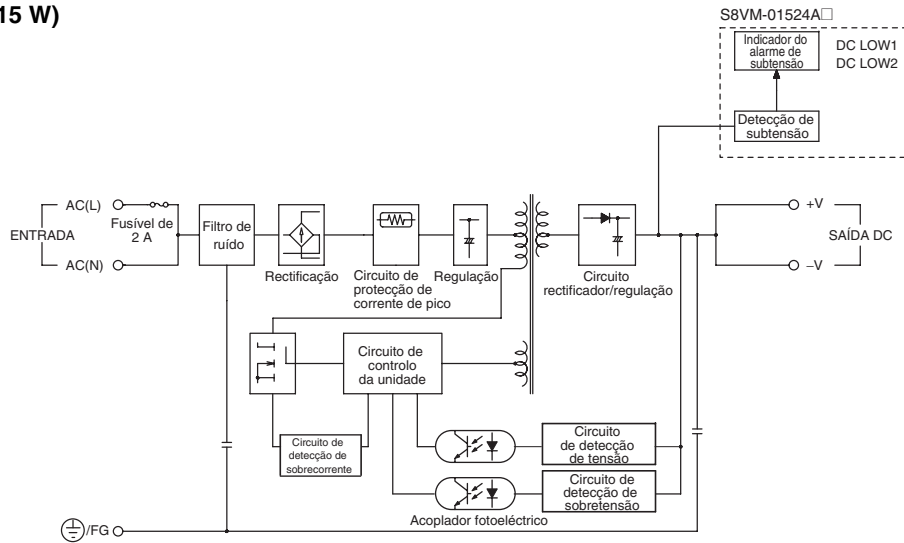 15 W)
S8VM-01524A□
Indicador do
alarme de
subtensão
DC LOW1
DC LOW2
Detecção de
subtensão
AC(L)
Fusível de
2 A
ENTRADA
AC(N)
Filtro de
ruído
Rectificação
Circuito de
protecção de
corrente de pico
Regulação
Circuito
rectificador/regulação
+V
SAÍDA DC
–V
Circuito de
controlo
da unidade
Circuito de
detecção de
sobrecorrente
Circuito
de detecção
de tensão
Circuito de
detecção de
sobretensão
Acoplador fotoeléctrico
/FG